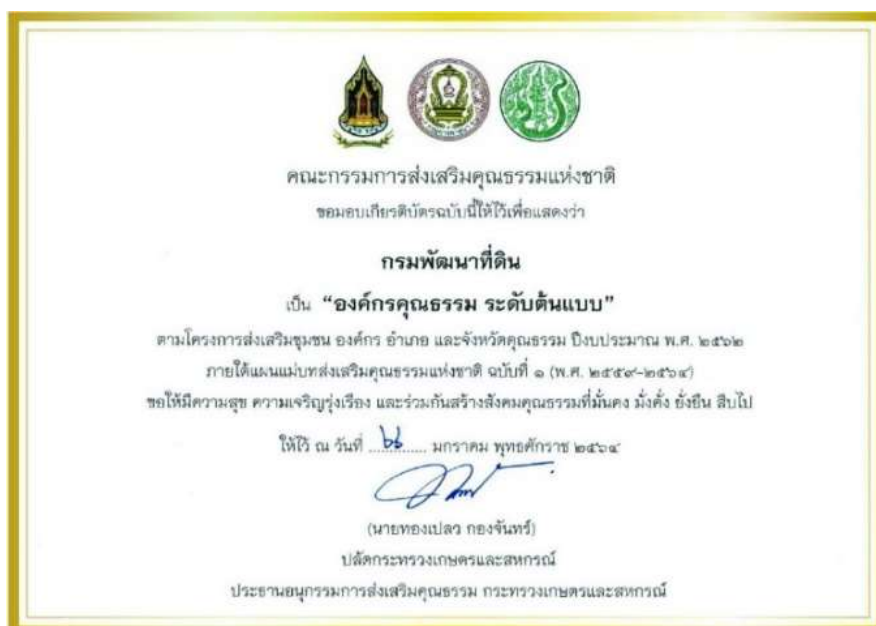 คณะกรรมการส่งเสริมคุณธรรมแห่งชาติ
ขอมอบเกียรติบัตรฉบับนี้ให้ไว้เพื่อแสดงว่า
กรมพัฒนาที่ดิน
เป็น “องค์กรคุณธรรม ระดับต้นแบบ”
ตามโครงการส่งเสริมชุมชน องค์กร อำเภอ และจังหวัดคุณธรรม ปีงบประมาณ พ.ศ. ๒๕๖๒
ภายใต้แผนแม่บทส่งเสริมคุณธรรมแห่งชาติ ฉบับที่ ๑ (พ.ศ. ๒๕๕๙-๒๕๖๔)
ขอให้มีความสุข ความเจริญรุ่งเรือง และร่วมกันสร้างสังคมคุณธรรมที่มั่นคง มั่งคั่ง ยั่งยืน สืบไป
ให้ไว้ ณ วันที่ ............ มกราคม พุทธศักราช ๒๕๖๔
(นายทองเปลว กองจันทร์)
ปลัดกระทรวงเกษตรและสหกรณ์
ประธานอนุกรรมการส่งเสริมคุณธรรม กระทรวงเกษตรและสหกรณ์